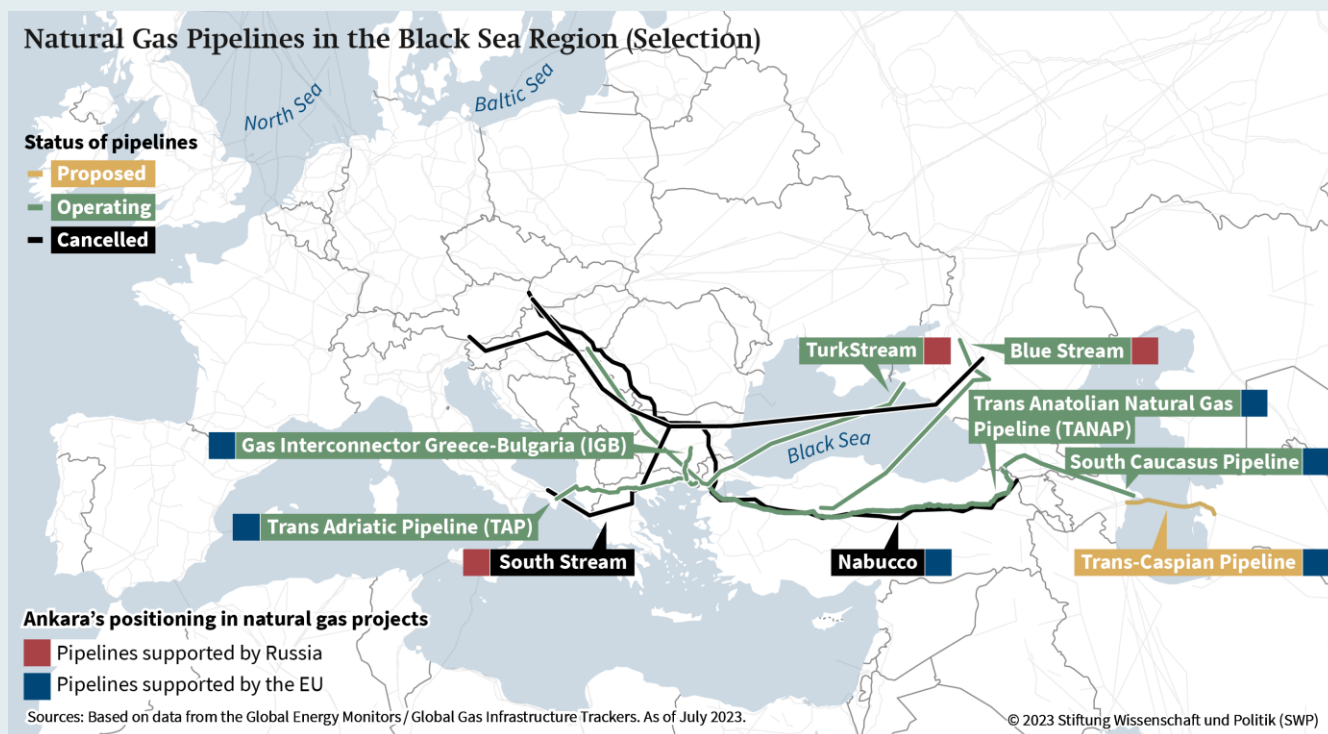 Natural Gas Pipelines in the Black Sea Region (Selection)
North Sea
Baltic Sea
Status of pipelines
Proposed
Operating
Cancelled
TurkStream
Blue Stream
Trans Anatolian Natural Gas
Pipeline (TANAP)
Gas Interconnector Greece-Bulgaria (IGB)
Black Sea
South Caucasus Pipeline
Trans Adriatic Pipeline (TAP)
South Stream
Nabucco
Trans-Caspian Pipeline
Ankara's positioning in natural gas projects
Pipelines supported by Russia
Pipelines supported by the EU
Sources: Based on data from the Global Energy Monitors / Global Gas Infrastructure Trackers. As of July 2023.
© 2023 Stiftung Wissenschaft und Politik (SWP)